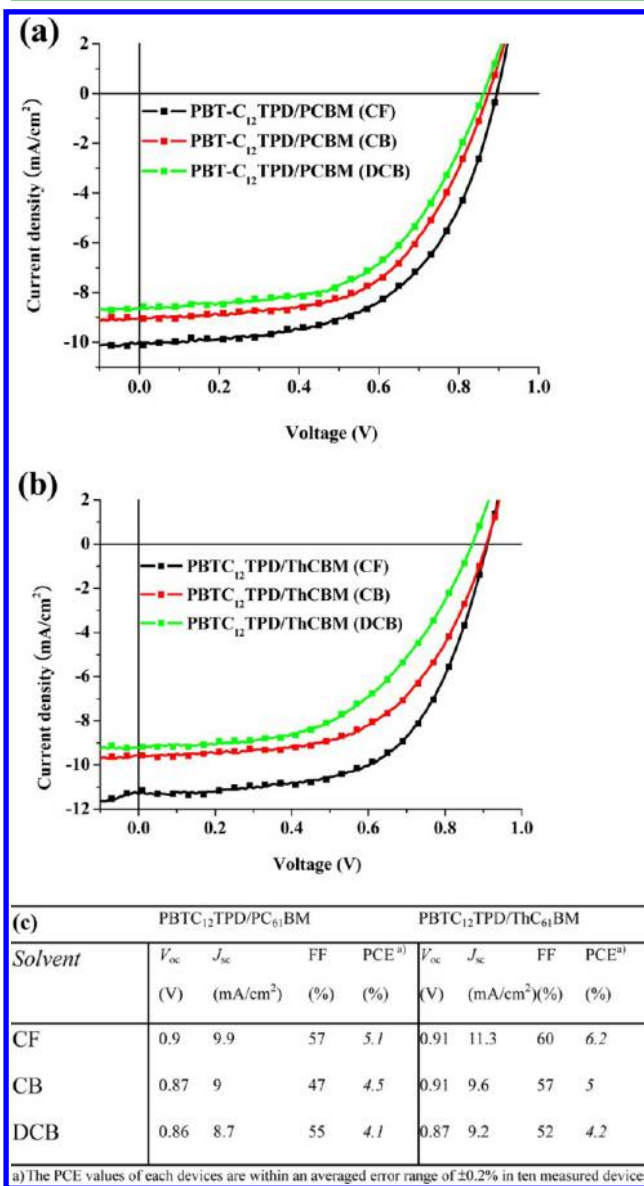 (a)
2
0
-2
-4
-6
-8
-10
Current density (mA/cm²)
PBT-C₁₂TPD/PCBM (CF)
PBT-C₁₂TPD/PCBM (CB)
PBT-C₁₂TPD/PCBM (DCB)
0.0 0.2 0.4 0.6 0.8 1.0
Voltage (V)
(b)
2
0
-2
-4
-6
-8
-10
-12
Current density (mA/cm²)
PBTC₁₂TPD/ThCBM (CF)
PBTC₁₂TPD/ThCBM (CB)
PBTC₁₂TPD/ThCBM (DCB)
0.0 0.2 0.4 0.6 0.8 1.0
Voltage (V)
(c) PBTC₁₂TPD/PC₆₁BM PBTC₁₂TPD/ThC₆₁BM
Solvent Voc Jsc FF PCE a) Voc Jsc FF PCE a)
(V) (mA/cm²) (%) (%) (V) (mA/cm²) (%) (%)
CF 0.9 9.9 57 5.1 0.91 11.3 60 6.2
CB 0.87 9 47 4.5 0.91 9.6 57 5
DCB 0.86 8.7 55 4.1 0.87 9.2 52 4.2
a) The PCE values of each devices are within an averaged error range of ±0.2% in ten measured device